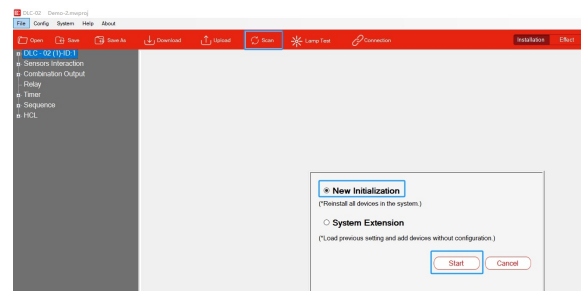 DLC-02 Demo-2.meproj
File Config System Help About
Open Save Save As Download Upload Scan Lamp Test Connection Installation Effect
DLC - 02 (1)-ID:1
Sensors Interaction
Combination Output
Relay
Timer
Sequence
HCL
New Initialization
(*Reinstall all devices in the system.)
System Extension
(*Load previous setting and add devices without configuration.)
Start Cancel